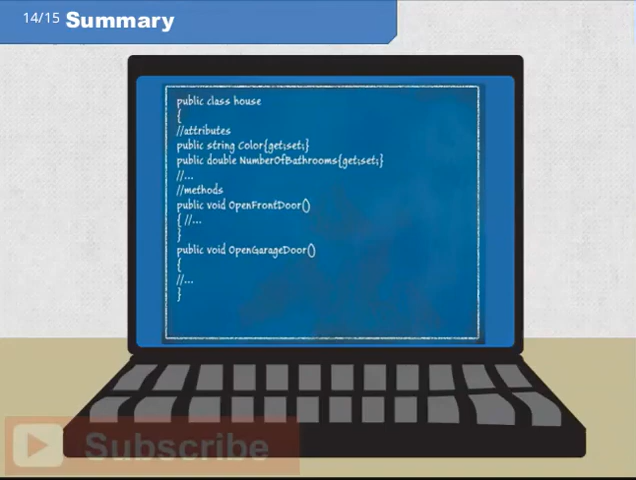 14/15 Summary
public class house
{
//attributes
public string Color{get;set;}
public double NumberOfBathrooms{get;set;}
//...
//methods
public void OpenFrontDoor()
{ //...
}
public void OpenGarageDoor()
{
//...
}
Subscribe